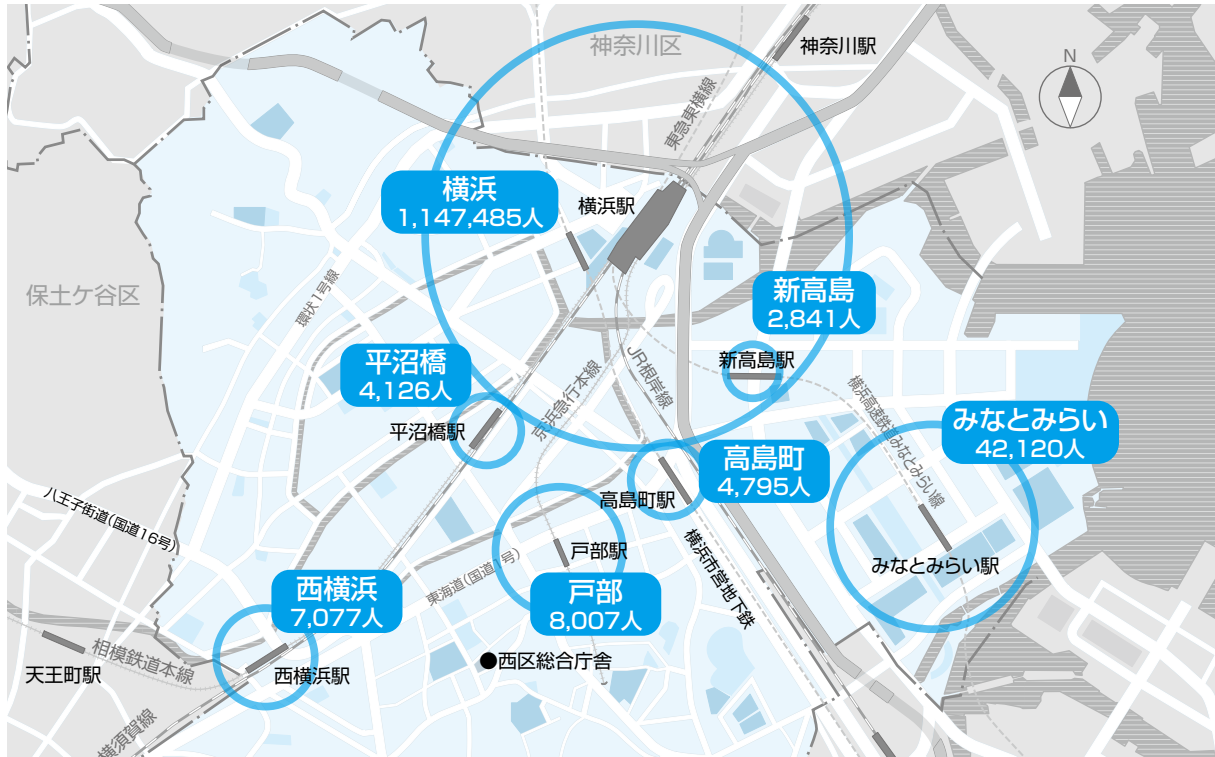 神奈川区
神奈川駅
N
東急東横線
横浜
1,147,485人
横浜駅
保土ケ谷区
環状1号線
新高島
2,841人
新高島駅
平沼橋
4,126人
平沼橋駅
京浜急行本線
JR根岸線
横浜高速鉄道みなとみらい線
みなとみらい
42,120人
みなとみらい駅
高島町
4,795人
高島町駅
八王子街道(国道16号)
戸部駅
戸部
8,007人
東海道(国道1号)
横浜市営地下鉄
西横浜
7,077人
西横浜駅
●西区総合庁舎
相模鉄道本線
天王町駅
横須賀線